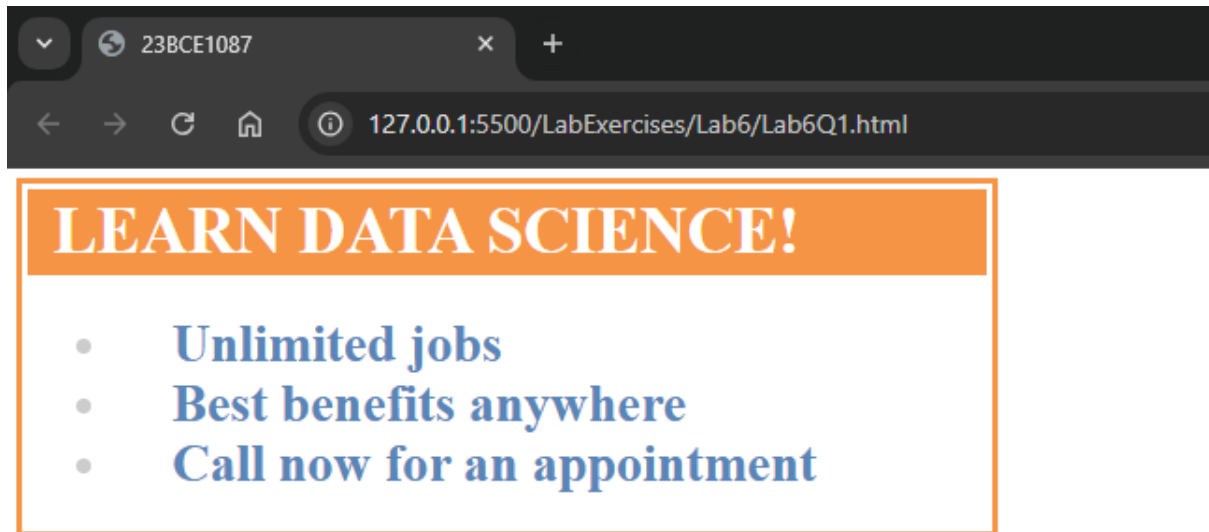 23BCE1087
127.0.0.1:5500/LabExercises/Lab6/Lab6Q1.html
LEARN DATA SCIENCE!
Unlimited jobs
Best benefits anywhere
Call now for an appointment